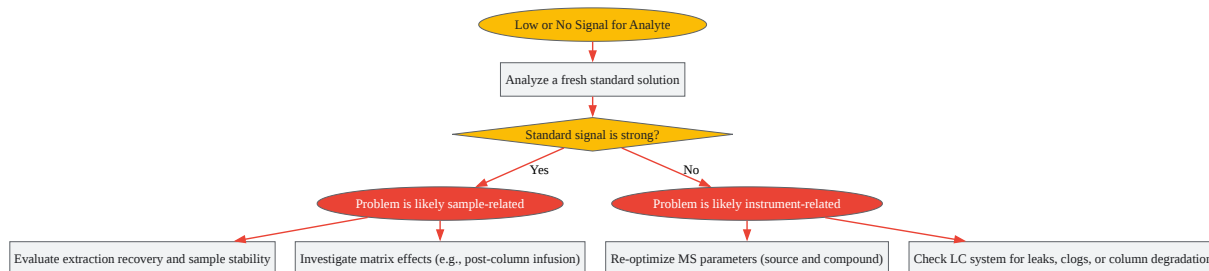 Low or No Signal for Analyte
Analyze a fresh standard solution
Standard signal is strong?
Yes
No
Problem is likely sample-related
Problem is likely instrument-related
Evaluate extraction recovery and sample stability
Investigate matrix effects (e.g., post-column infusion)
Re-optimize MS parameters (source and compound)
Check LC system for leaks, clogs, or column degradation